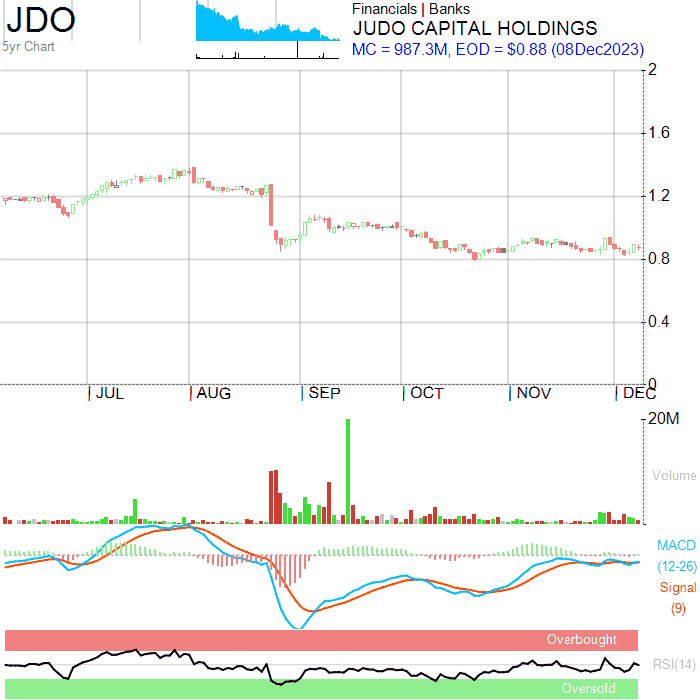 JDO
5yr Chart
Financials | Banks
JUDO CAPITAL HOLDINGS
MC = 987.3M, EOD = $0.88 (08Dec2023)
2
1.6
1.2
0.8
0.4
0
JUL AUG SEP OCT NOV DEC
20M
Volume
MACD
(12-26)
Signal
(9)
Overbought
RSI(14)
Oversold